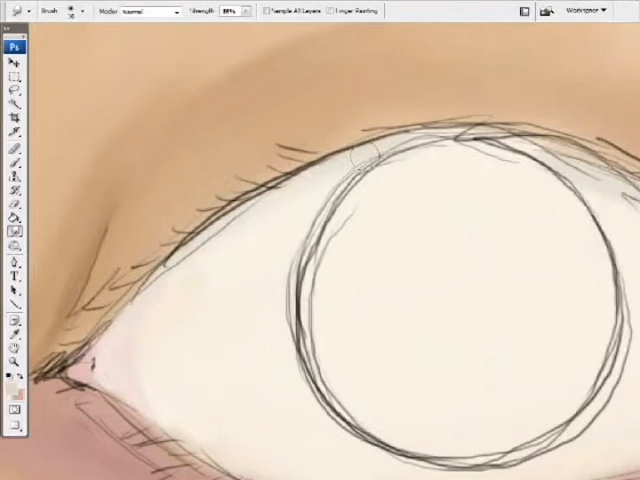 Brush: Mode: Normal Strength: Sample All Layers Finger Painting Workspace
Ps
T